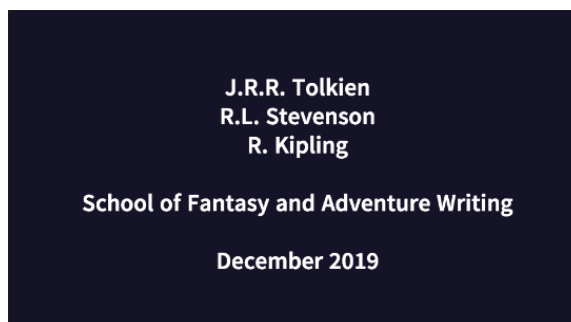 J.R.R. Tolkien
R.L. Stevenson
R. Kipling
School of Fantasy and Adventure Writing
December 2019